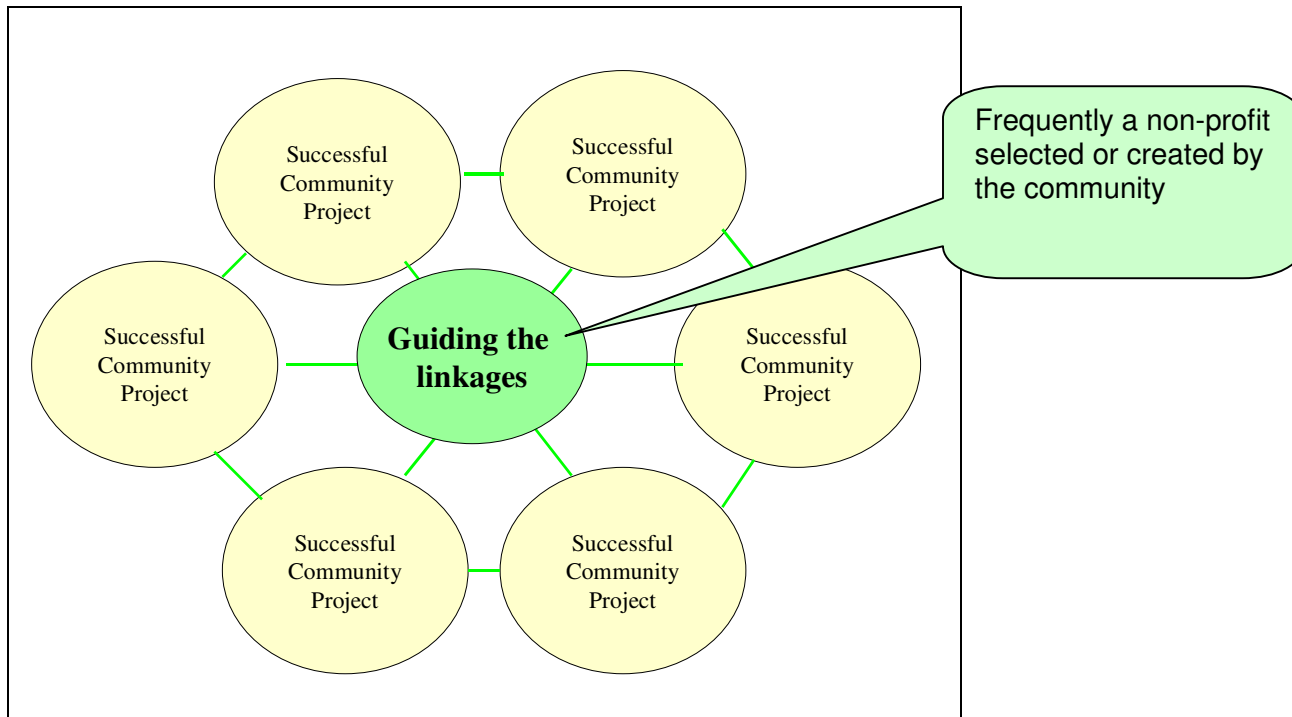 Successful
Community
Project
Successful
Community
Project
Frequently a non-profit
selected or created by
the community
Successful
Community
Project
Guiding the
linkages
Successful
Community
Project
Successful
Community
Project
Successful
Community
Project